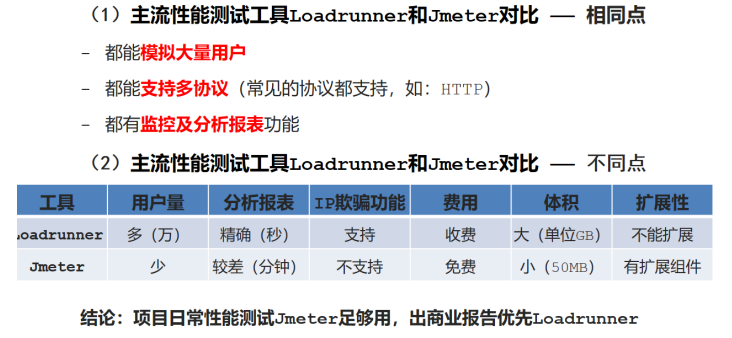 （1）主流性能测试工具Loadrunner和Jmeter对比 — 相同点
- 都能模拟大量用户
- 都能支持多协议（常见的协议都支持，如：HTTP）
- 都有监控及分析报表功能
（2）主流性能测试工具Loadrunner和Jmeter对比 — 不同点
工具 用户量 分析报表 IP欺骗功能 费用 体积 扩展性
Loadrunner 多（万） 精确（秒） 支持 收费 大（单位GB） 不能扩展
Jmeter 少 较差（分钟） 不支持 免费 小（50MB） 有扩展组件
结论：项目日常性能测试Jmeter足够用，出商业报告优先Loadrunner